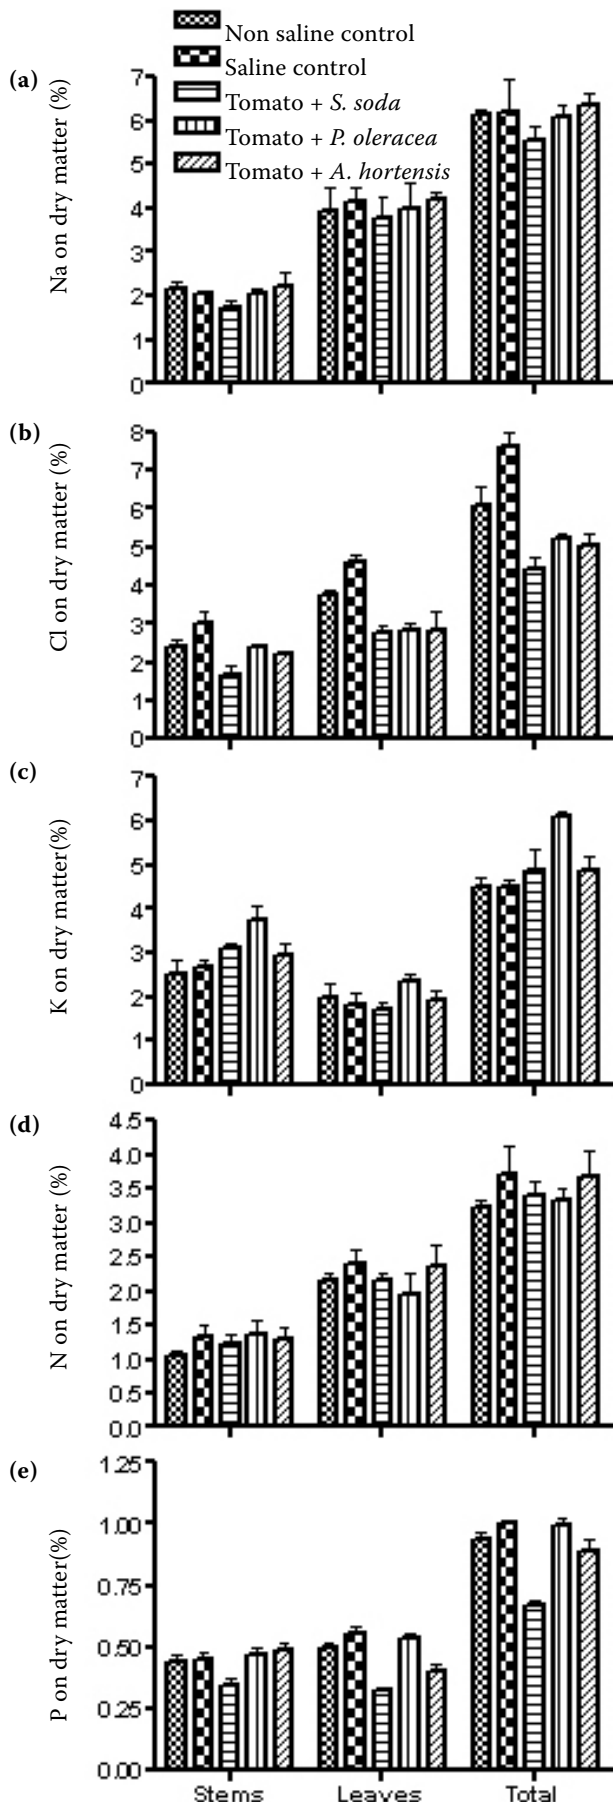 Non saline control
Saline control
Tomato + S. soda
Tomato + P. oleracea
Tomato + A. hortensis
(a)
Na on dry matter (%)
7
6
5
4
3
2
1
0
(b)
Cl on dry matter (%)
8
7
6
5
4
3
2
1
0
(c)
K on dry matter(%)
7
6
5
4
3
2
1
0
(d)
N on dry matter (%)
4.5
4.0
3.5
3.0
2.5
2.0
1.5
1.0
0.5
0.0
(e)
P on dry matter(%)
1.25
1.00
0.75
0.50
0.25
0.00
Stems Leaves Total